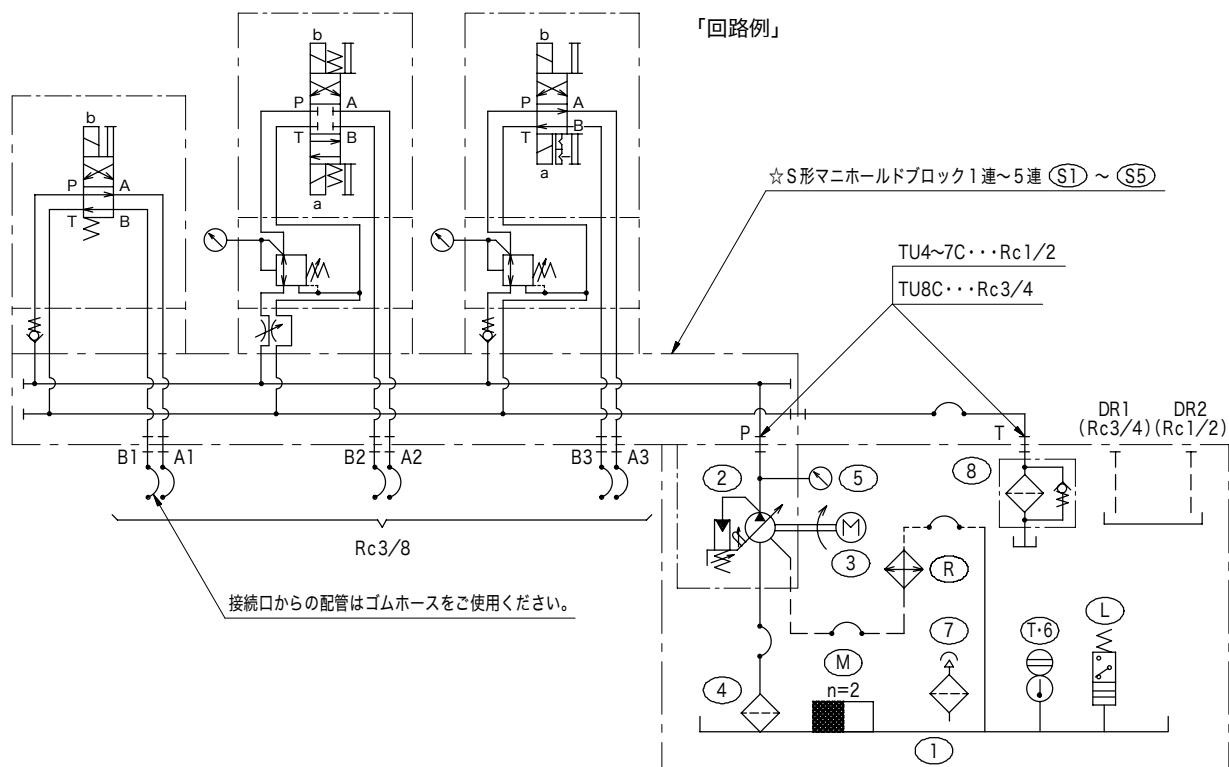 「回路例」
b
P A
T B
b
P A
T B
a
b
P A
T B
a
☆S形マニホールドブロック1連～5連 S1 ～ S5
TU4~7C･･･Rc1/2
TU8C･･･Rc3/4
B1 A1
B2 A2
B3 A3
P
T
DR1
(Rc3/4)
DR2
(Rc1/2)
Rc3/8
接続口からの配管はゴムホースをご使用ください。
2
5
8
M
3
R
4
M
n=2
7
T･6
L
1